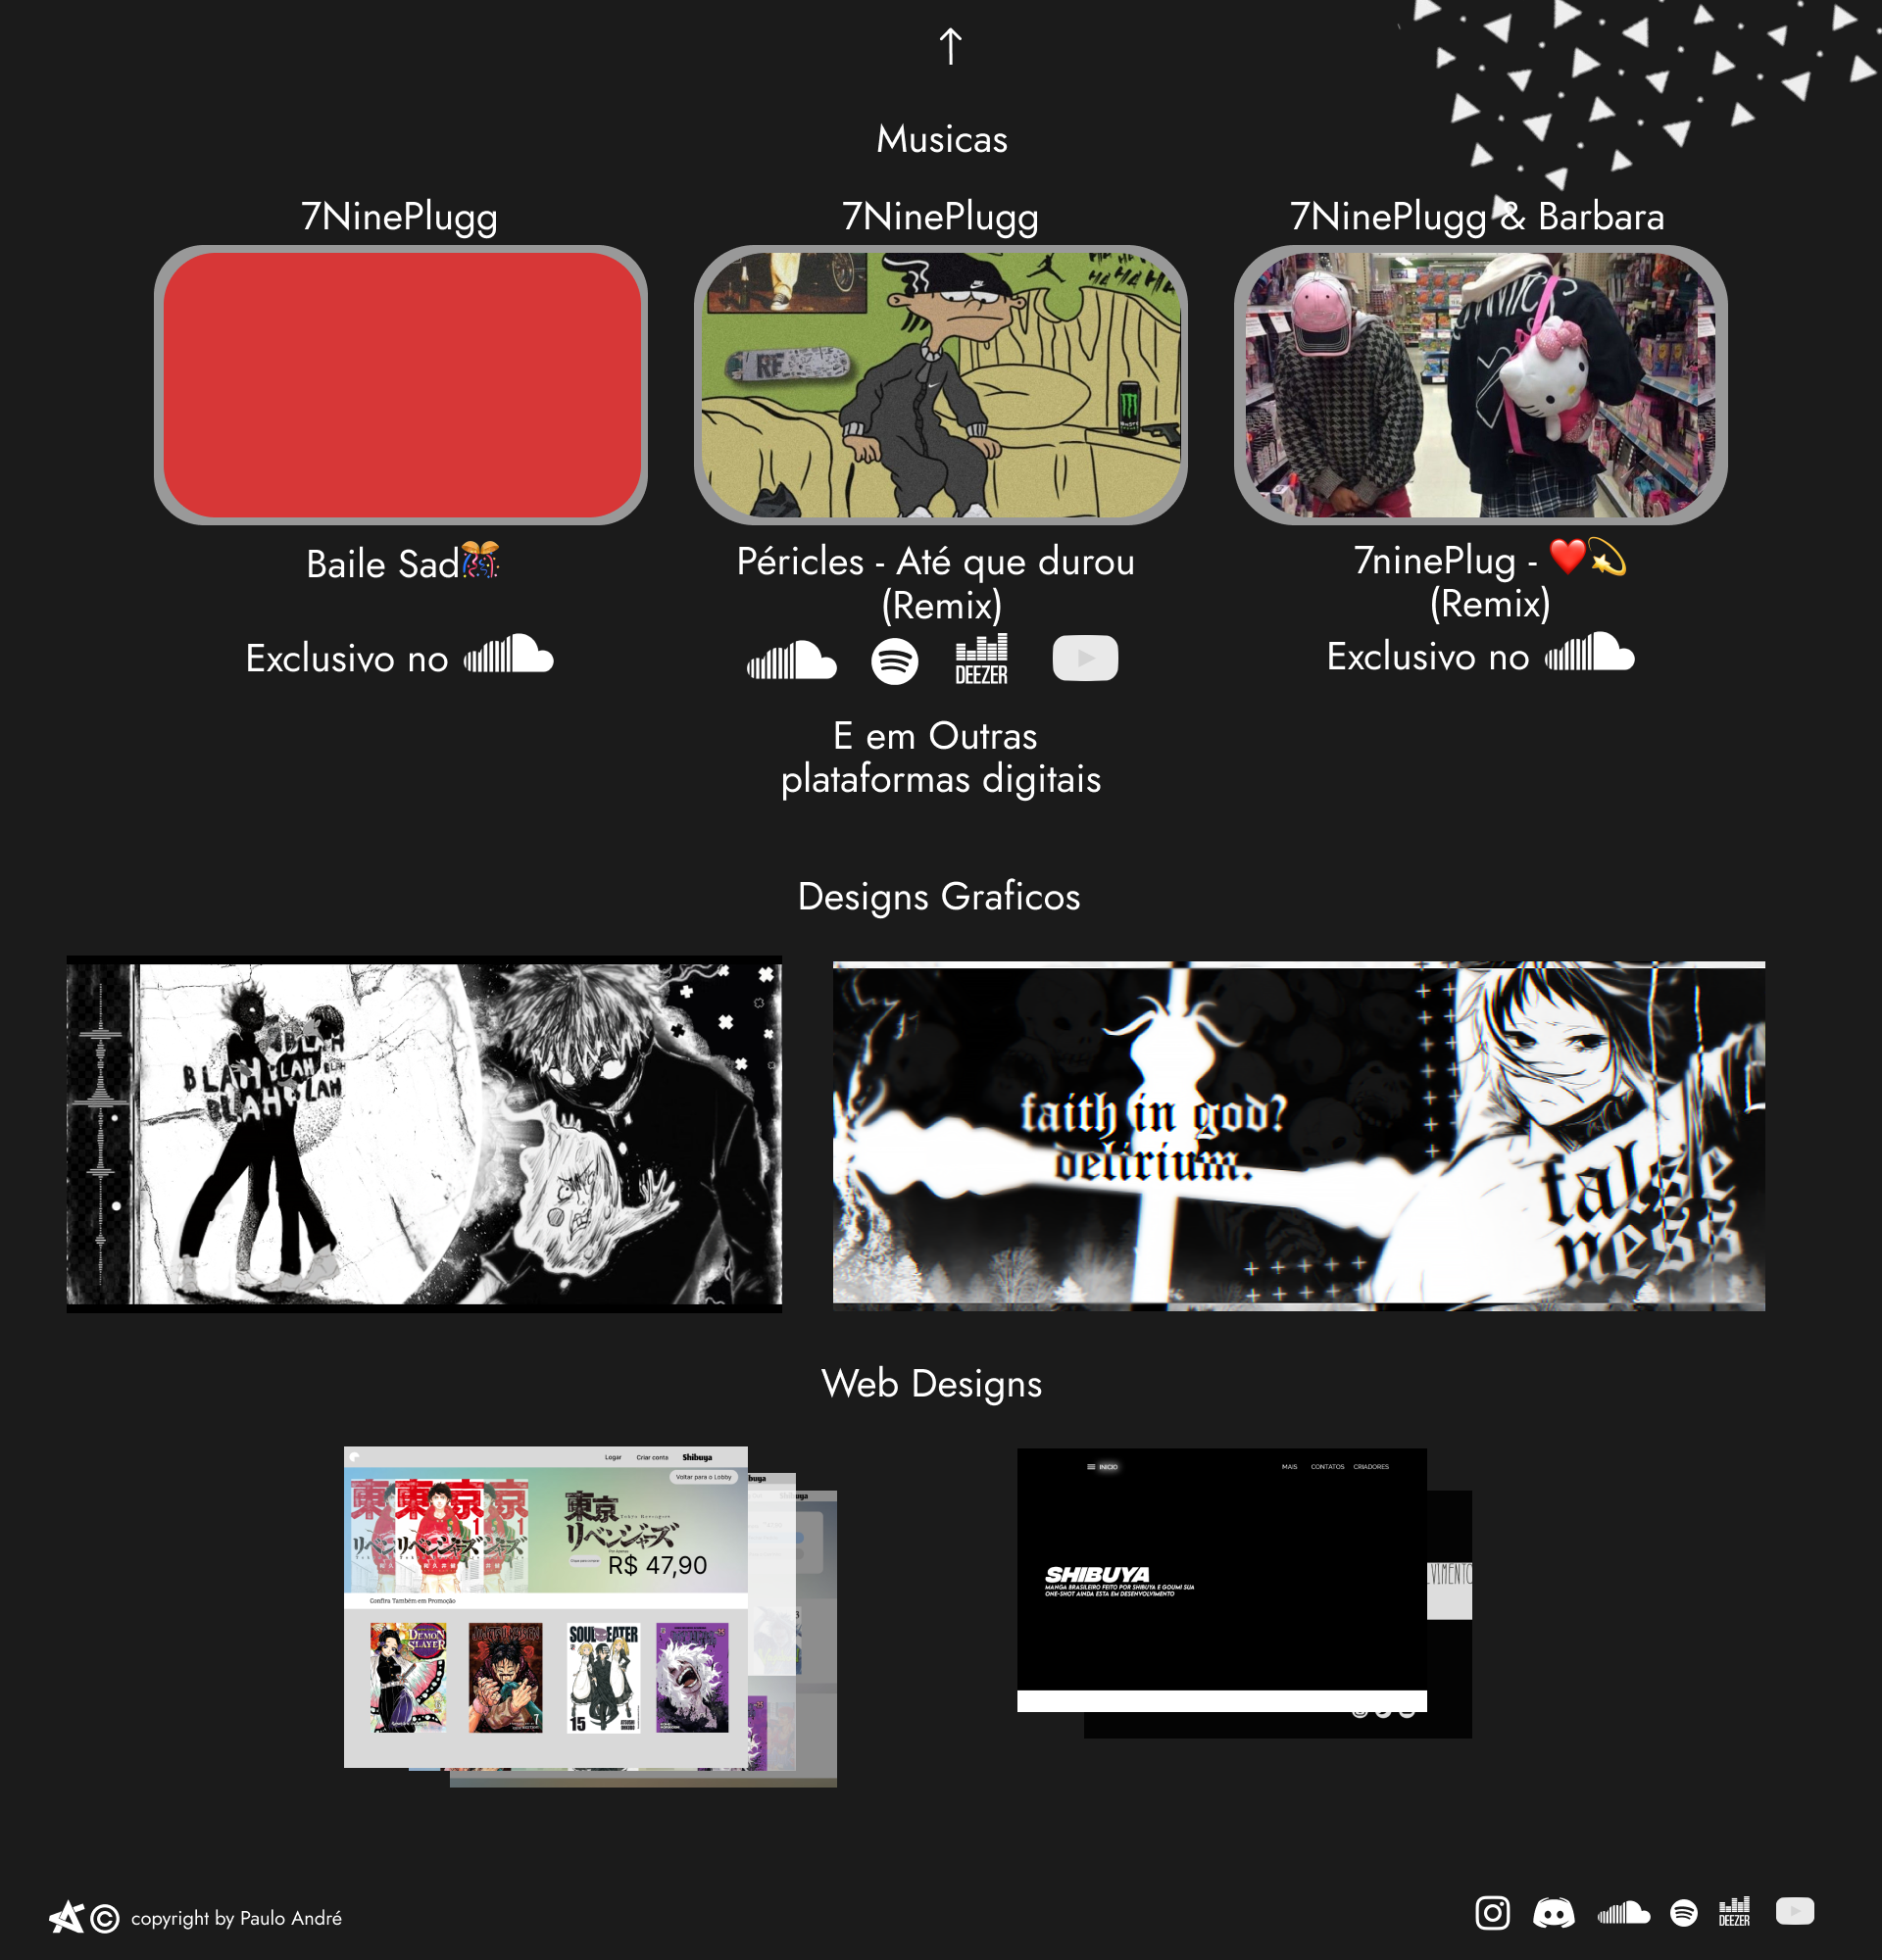 Musicas
7NinePlugg
7NinePlugg
7NinePlugg & Barbara
RE
Baile Sad🎊
Péricles - Até que durou
(Remix)
7ninePlug - ❤️💫
(Remix)
Exclusivo no
DEEZER
Exclusivo no
E em Outras
plataformas digitais
Designs Graficos
BLAH BLAH
BLAH BLAH
faith in god?
delirium.
false
ness
Web Designs
Logar Criar conta Shibuya
Voltar para o Lobby
東京
リベンジャーズ
R$ 47,90
Confira Também em Promoção
DEMON
SLAYER
SOUL EATER
15
7
INICIO
MAIS CONTATOS CRIADORES
SHIBUYA
MANGA BRASILEIRO FEITO POR SHIBUYA E GOUMI SUA
ONE-SHOT AINDA ESTA EM DESENVOLVIMENTO
VIMENTO
© copyright by Paulo André
DEEZER